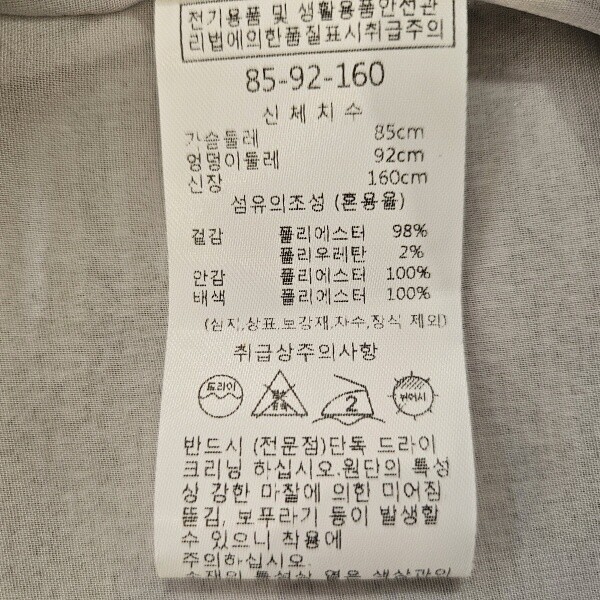 전기용품 및 생활용품안전관
리법에의한품질표시취급주의
85-92-160
신체치수
가슴둘레 85cm
엉덩이둘레 92cm
신장 160cm
섬유의조성 (혼용율)
겉감 폴리에스터 98%
폴리우레탄 2%
안감 폴리에스터 100%
배색 폴리에스터 100%
(심지,상표,보강재,자수,장식 제외)
취급상주의사항
드라이 2
반드시 (전문점)단독 드라이
크리닝 하십시오.원단의 특성
상 강한 마찰에 의한 미어짐
뜯김, 보푸라기 등이 발생할
수 있으니 착용에
주의하십시오.